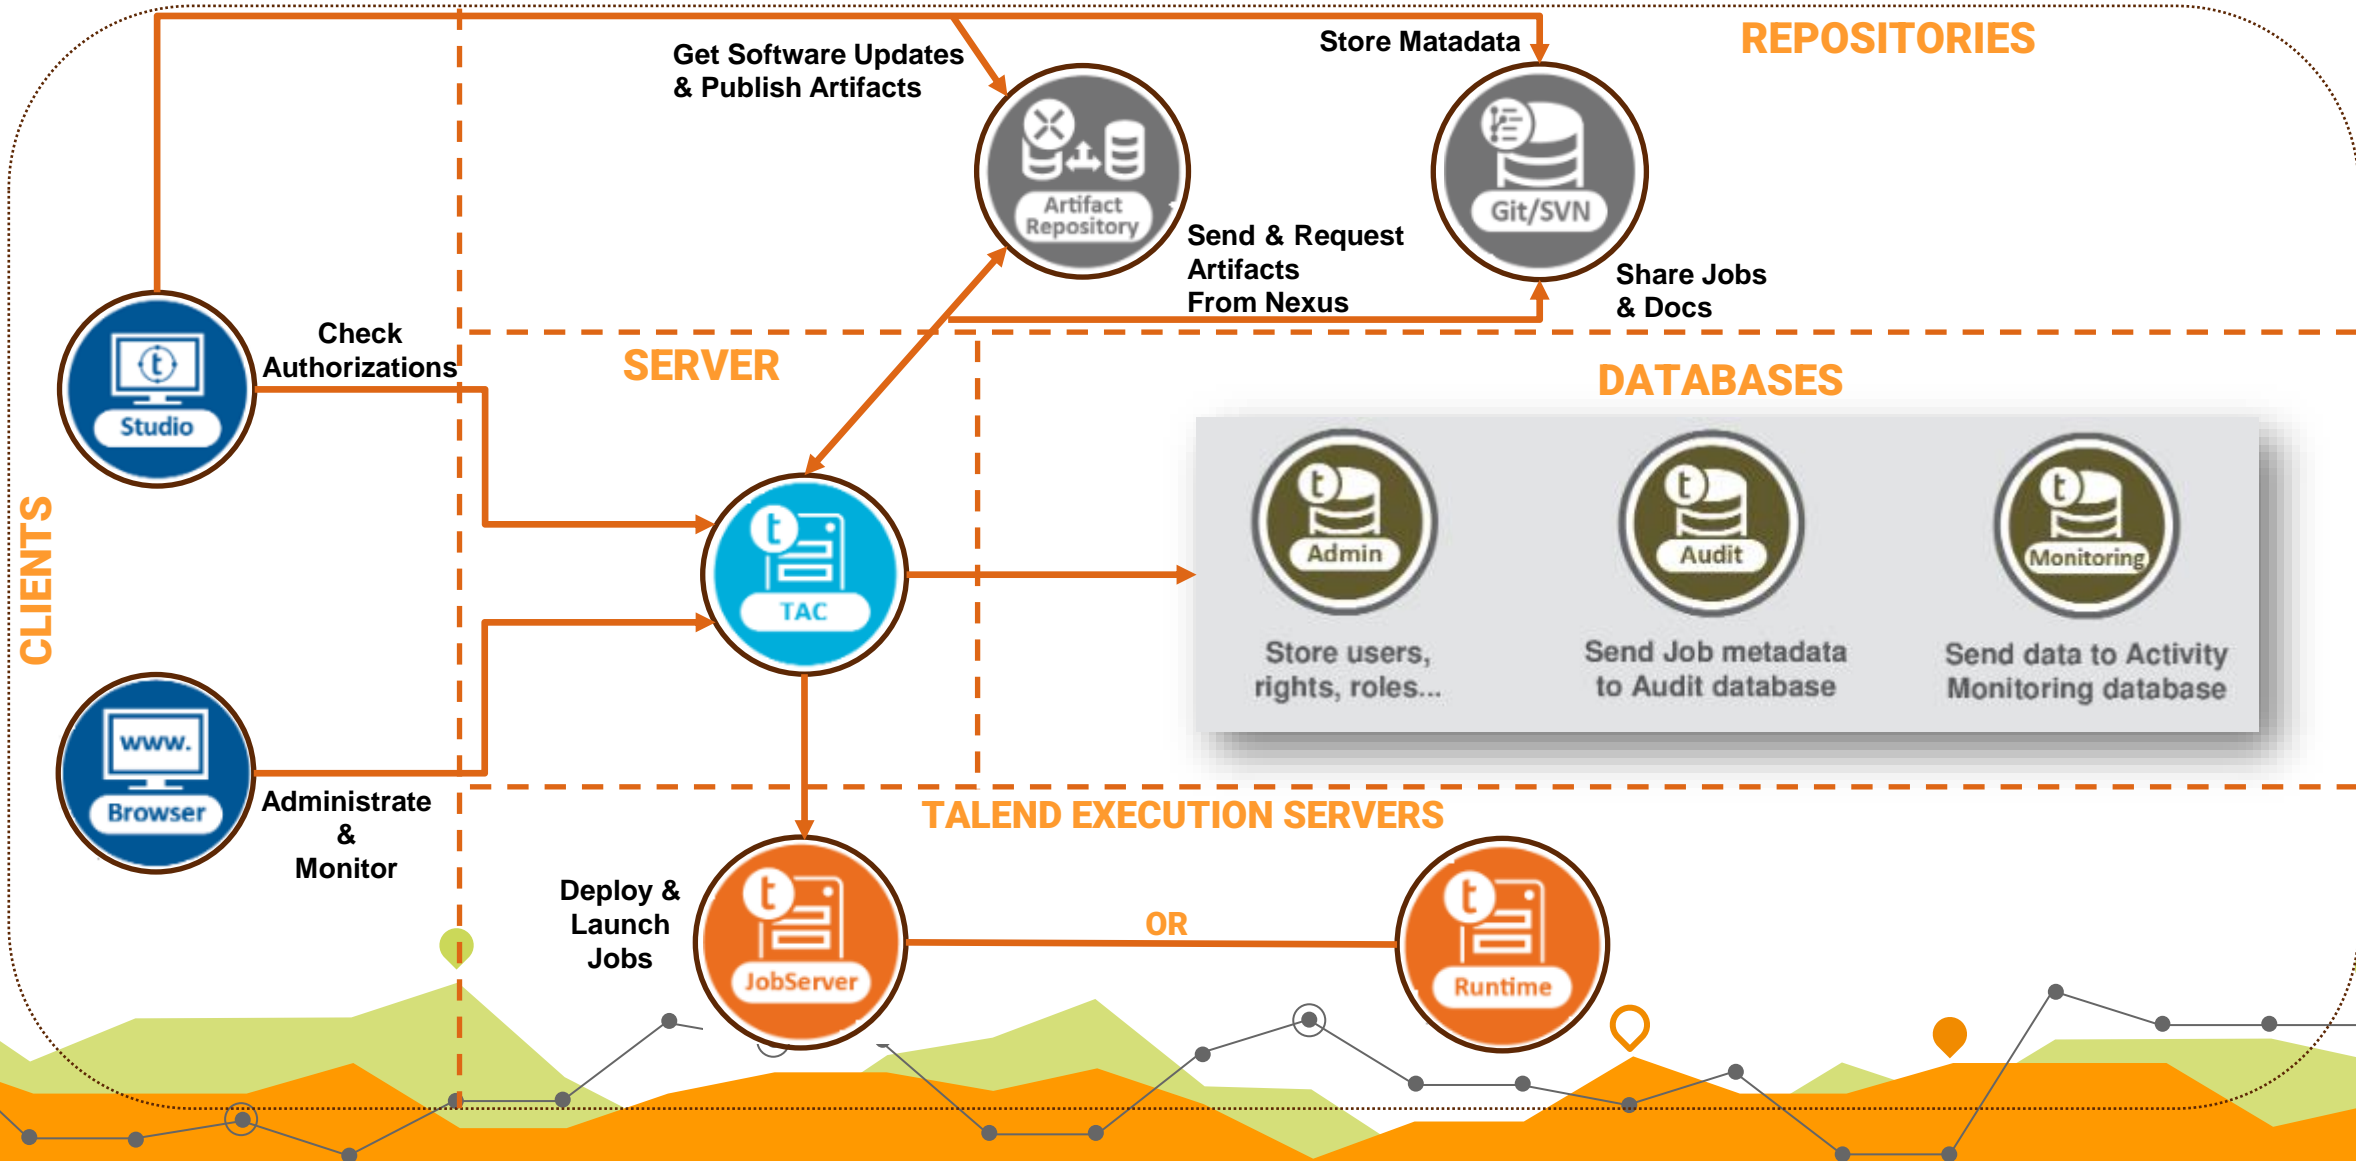 REPOSITORIES
Get Software Updates
& Publish Artifacts
Store Matadata
Artifact
Repository
Git/SVN
Send & Request
Artifacts
From Nexus
Share Jobs
& Docs
CLIENTS
t
Studio
Check
Authorizations
SERVER
t
TAC
www.
Browser
Administrate
&
Monitor
DATABASES
t
Admin
Store users,
rights, roles...
t
Audit
Send Job metadata
to Audit database
t
Monitoring
Send data to Activity
Monitoring database
TALEND EXECUTION SERVERS
Deploy &
Launch
Jobs
t
JobServer
OR
t
Runtime